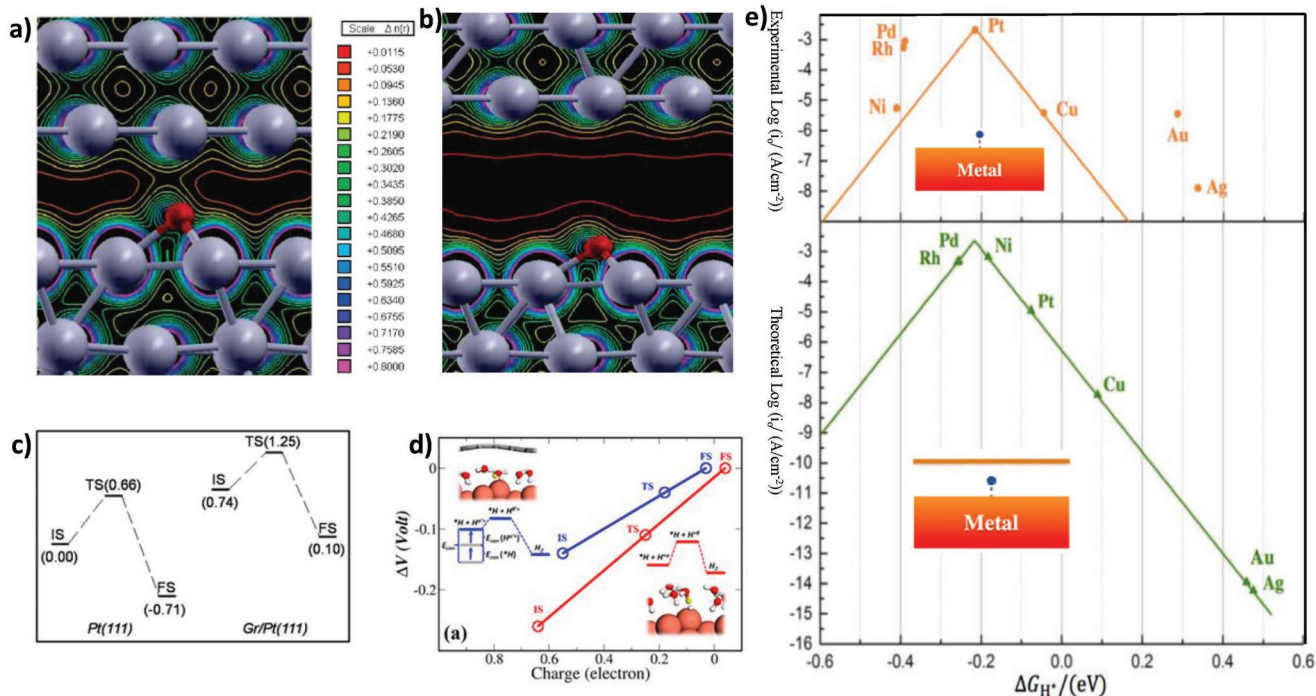 a)
Scale: Δ n(r)
+0.0115
+0.0530
+0.0945
+0.1360
+0.1775
+0.2190
+0.2605
+0.3020
+0.3435
+0.3850
+0.4265
+0.4680
+0.5095
+0.5510
+0.5925
+0.6340
+0.6755
+0.7170
+0.7585
+0.8000
b)
c)
TS(1.25)
TS(0.66)
IS
(0.74)
IS
(0.00)
FS
(0.10)
FS
(-0.71)
Pt(111)
Gr/Pt(111)
d)
ΔV (Volt)
0
-0.1
-0.2
FS
FS
TS
TS
IS
IS
H₂
H₂
(a)
0.8
0.6
0.4
0.2
0
Charge (electron)
e)
Experimental Log (i₀/ (A/cm⁻²))
-3
-4
-5
-6
-7
-8
Pd
Rh
Pt
Ni
Cu
Au
Ag
Metal
Theoretical Log (i₀/ (A/cm⁻²))
-3
-4
-5
-6
-7
-8
-9
-10
-11
-12
-13
-14
-15
-16
Pd
Rh
Ni
Pt
Cu
Au
Ag
Metal
-0.6
-0.4
-0.2
0.0
0.2
0.4
0.6
ΔG_H*/(eV)